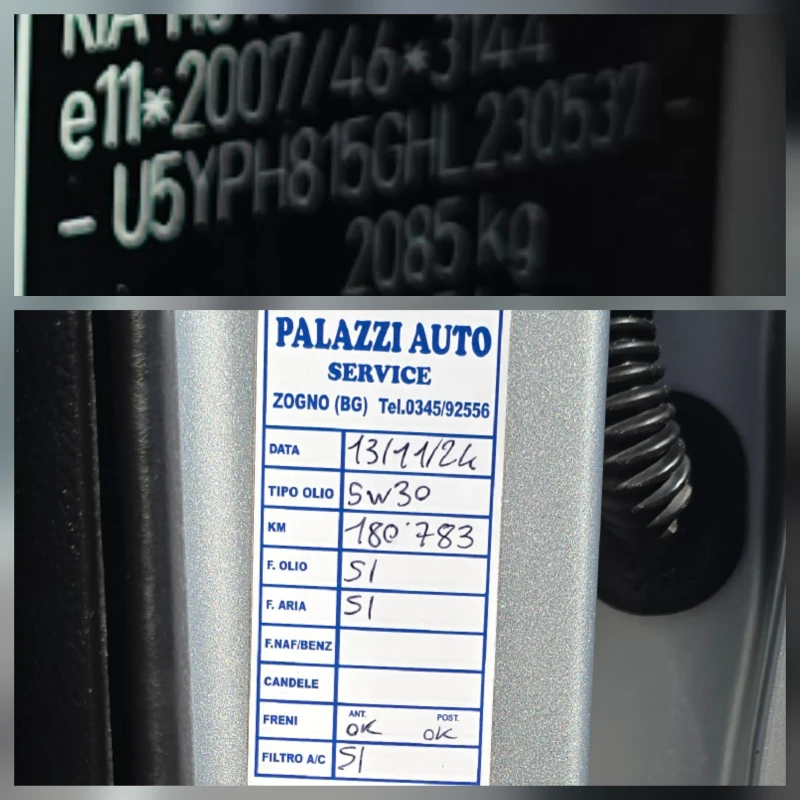 KIA
e11*2007/46*3144
- U5YPH815GHL230537 -
2085 kg
PALAZZI AUTO
SERVICE
ZOGNO (BG) Tel.0345/92556
DATA 13/11/24
TIPO OLIO 5W30
KM 180'783
F. OLIO SI
F. ARIA SI
F.NAF/BENZ
CANDELE
FRENI ANT. OK POST. OK
FILTRO A/C SI